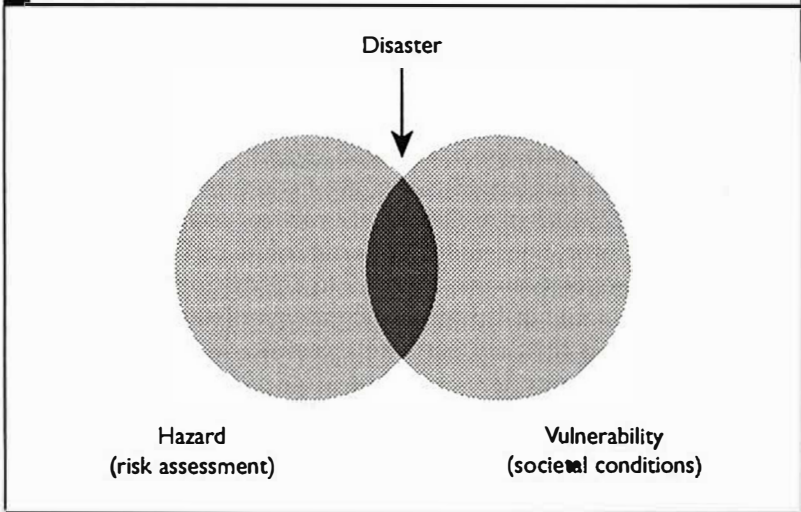 Disaster
Hazard
(risk assessment)
Vulnerability
(societal conditions)